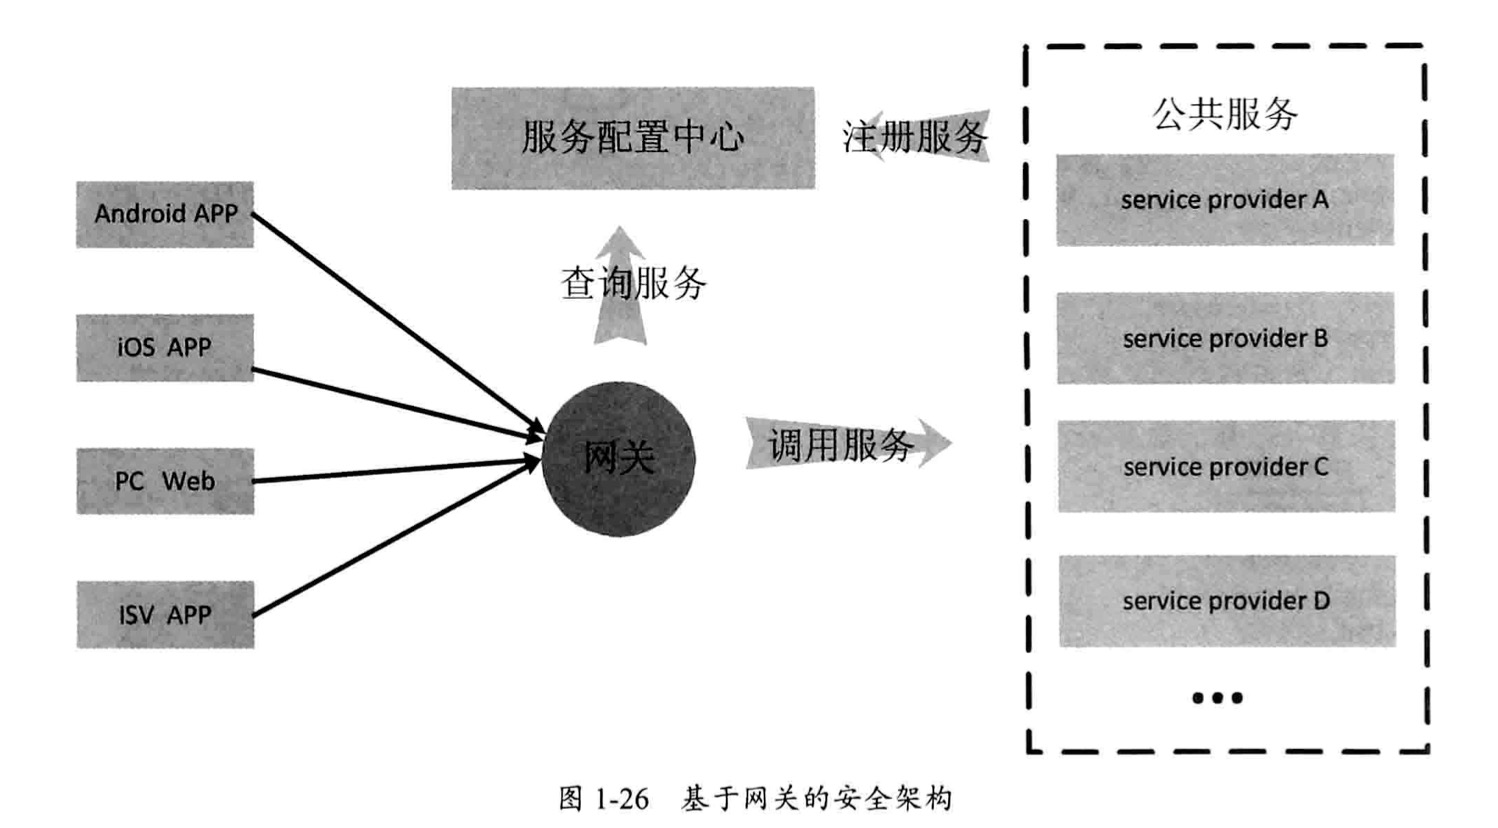 服务配置中心
注册服务
公共服务
service provider A
Android APP
查询服务
iOS APP
service provider B
网关
调用服务
service provider C
PC Web
ISV APP
service provider D
•••
图 1-26 基于网关的安全架构